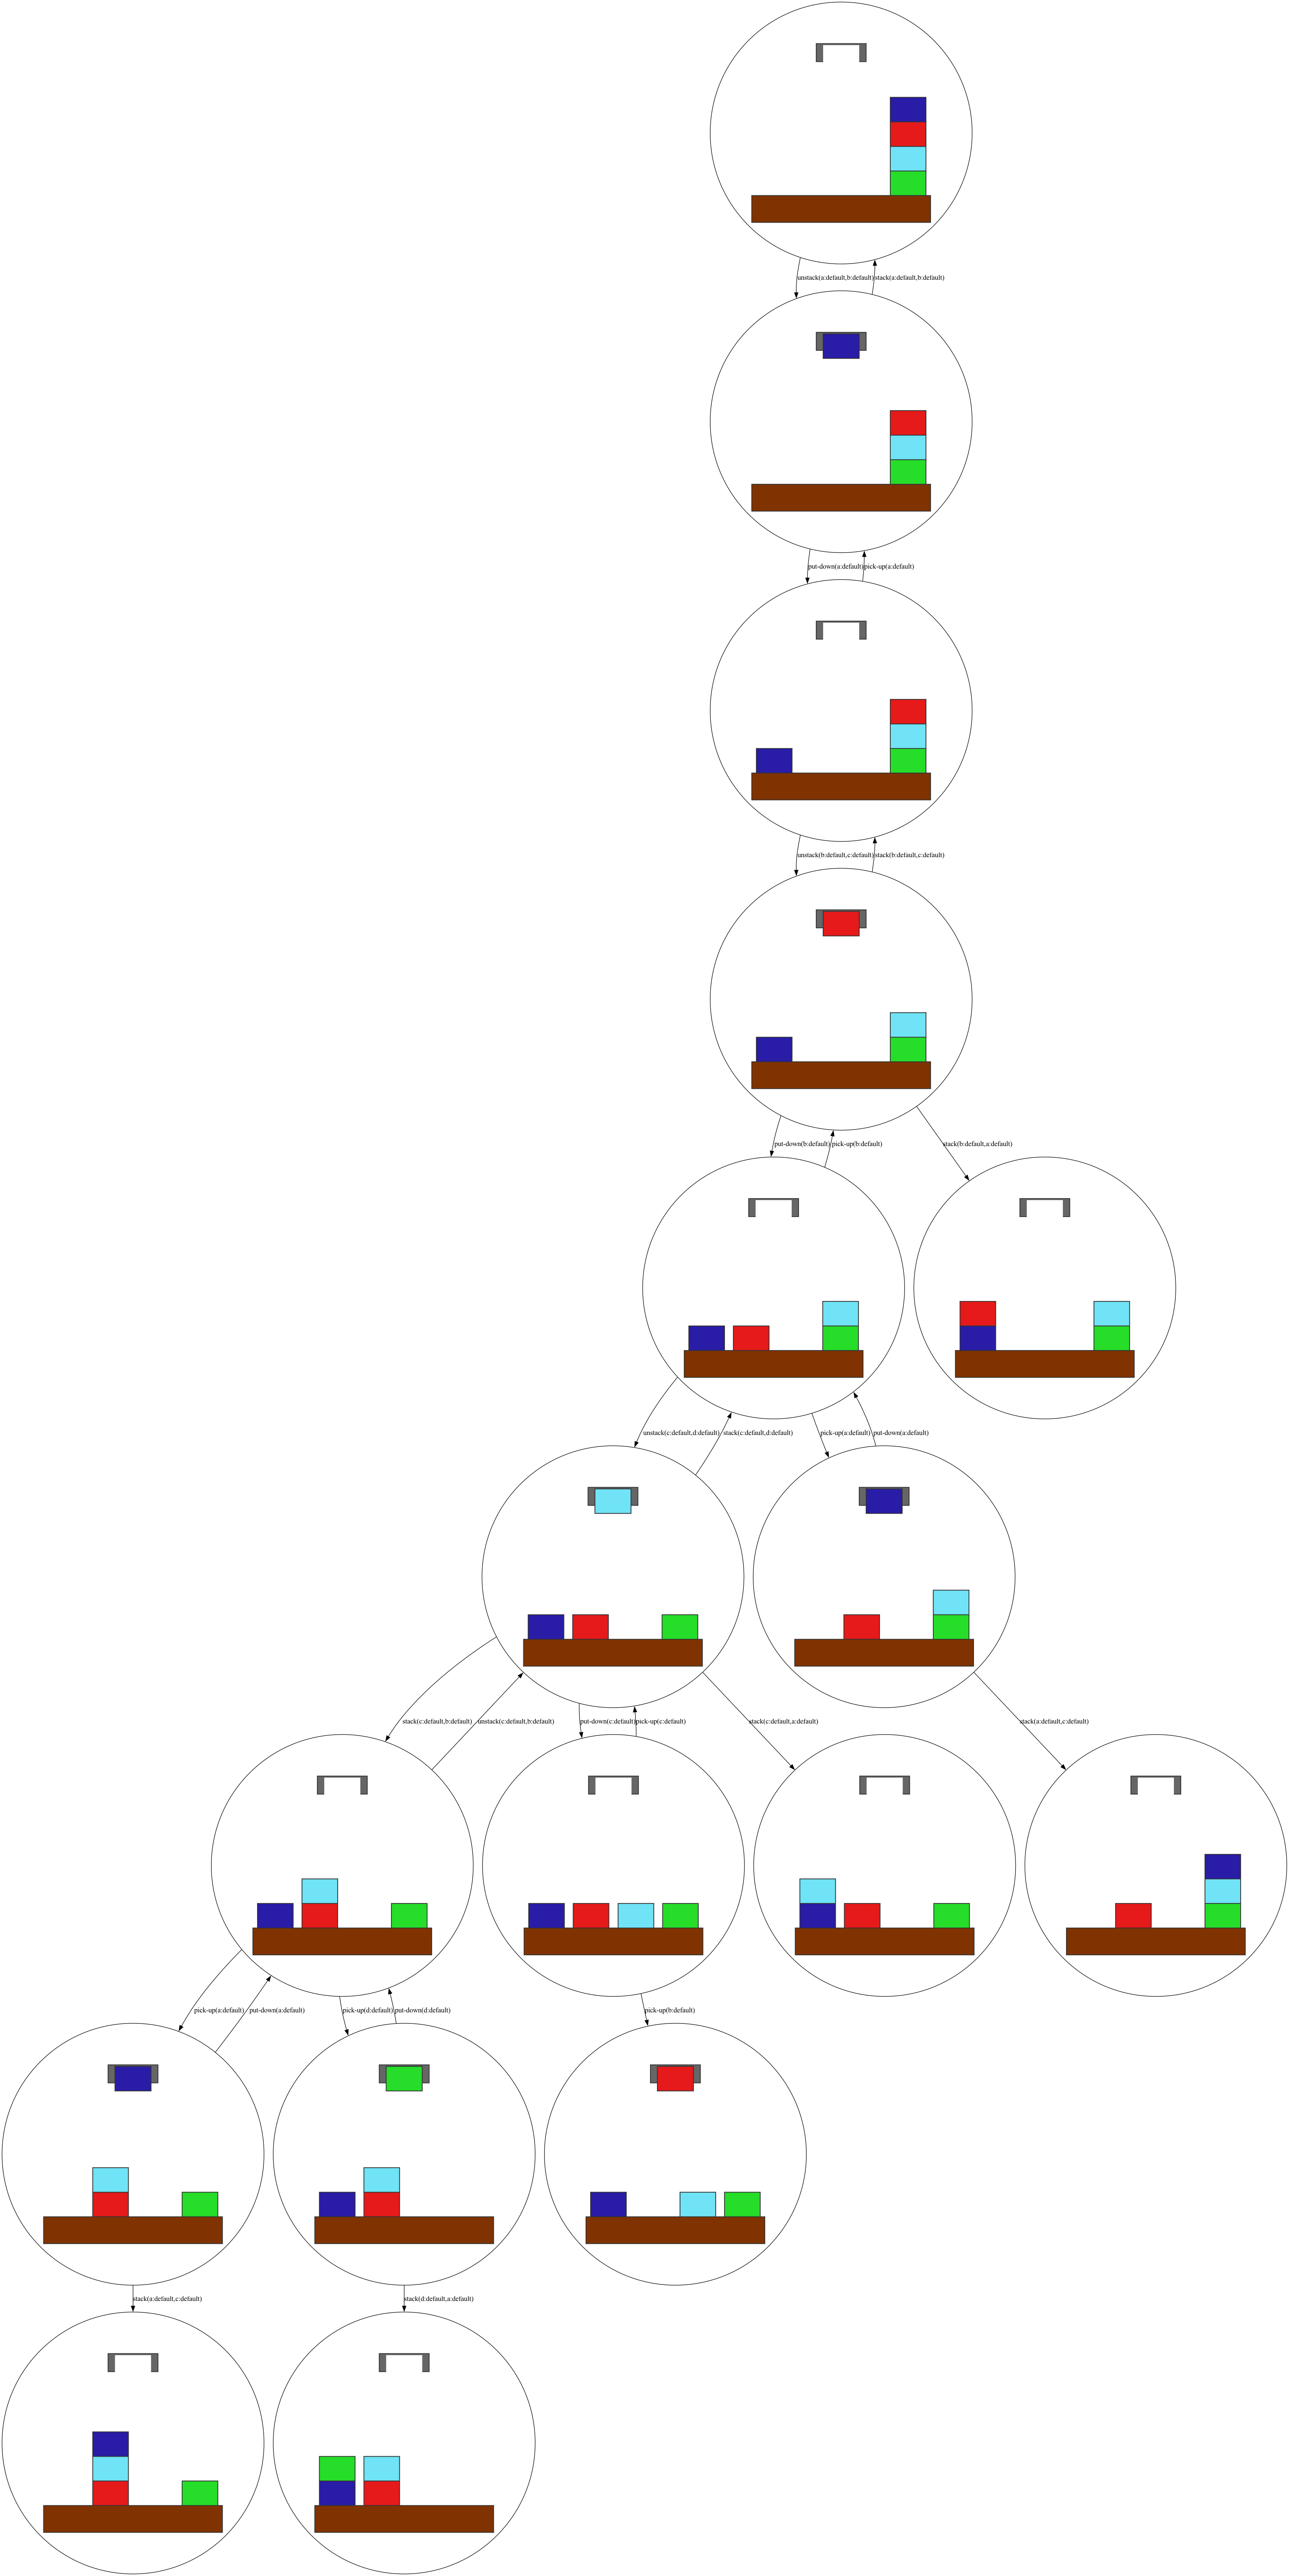 unstack(a:default,b:default) stack(a:default,b:default)
put-down(a:default) pick-up(a:default)
unstack(b:default,c:default) stack(b:default,c:default)
put-down(b:default) pick-up(b:default) stack(b:default,a:default)
unstack(c:default,d:default) stack(c:default,d:default) pick-up(a:default) put-down(a:default)
stack(c:default,b:default) unstack(c:default,b:default) put-down(c:default) pick-up(c:default) stack(c:default,a:default) stack(a:default,c:default)
pick-up(a:default) put-down(a:default) pick-up(d:default) put-down(d:default) pick-up(b:default)
stack(a:default,c:default) stack(d:default,a:default)